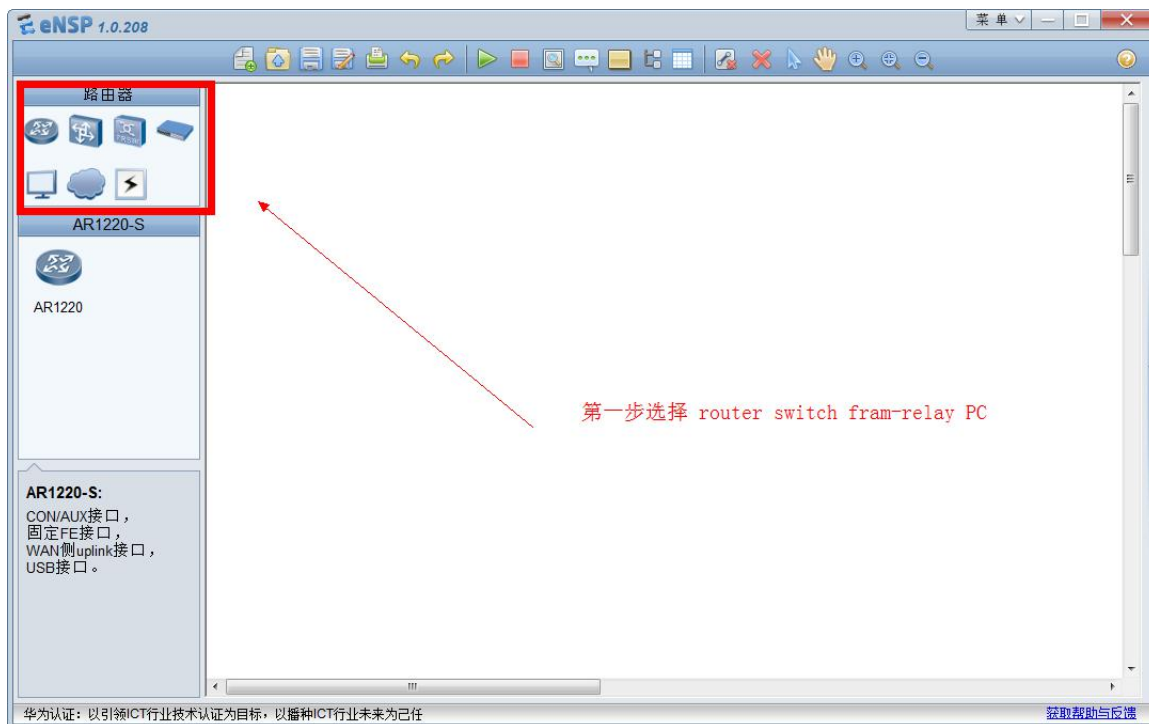 eNSP 1.0.208
菜 单
路由器
AR1220-S
AR1220
第一步选择 router switch fram-relay PC
AR1220-S:
CON/AUX接口，
固定FE接口，
WAN侧uplink接口，
USB接口。
华为认证：以引领ICT行业技术认证为目标，以播种ICT行业未来为己任
获取帮助与反馈